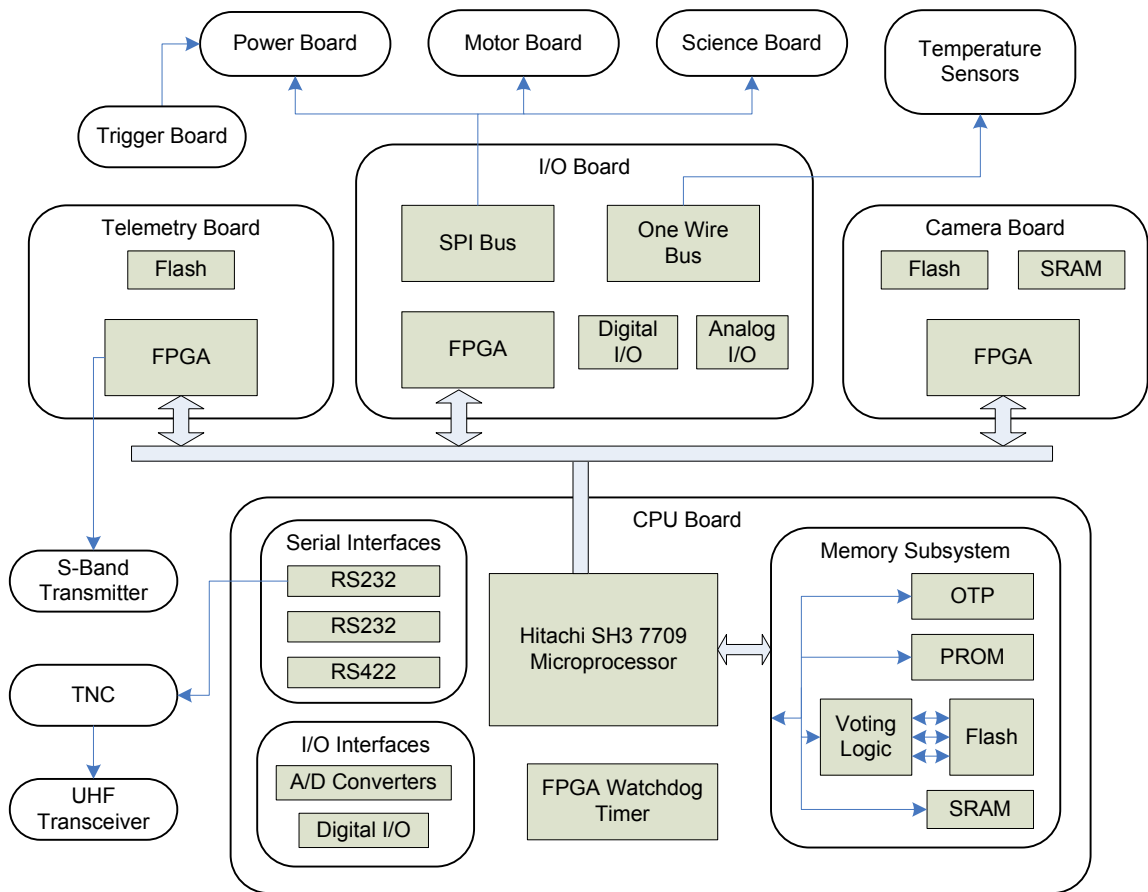 Power Board
Motor Board
Science Board
Temperature
Sensors
Trigger Board
I/O Board
SPI Bus
One Wire
Bus
FPGA
Digital
I/O
Analog
I/O
Telemetry Board
Flash
FPGA
Camera Board
Flash
SRAM
FPGA
S-Band
Transmitter
TNC
UHF
Transceiver
CPU Board
Serial Interfaces
RS232
RS232
RS422
I/O Interfaces
A/D Converters
Digital I/O
Hitachi SH3 7709
Microprocessor
FPGA Watchdog
Timer
Memory Subsystem
OTP
PROM
Voting
Logic
Flash
SRAM